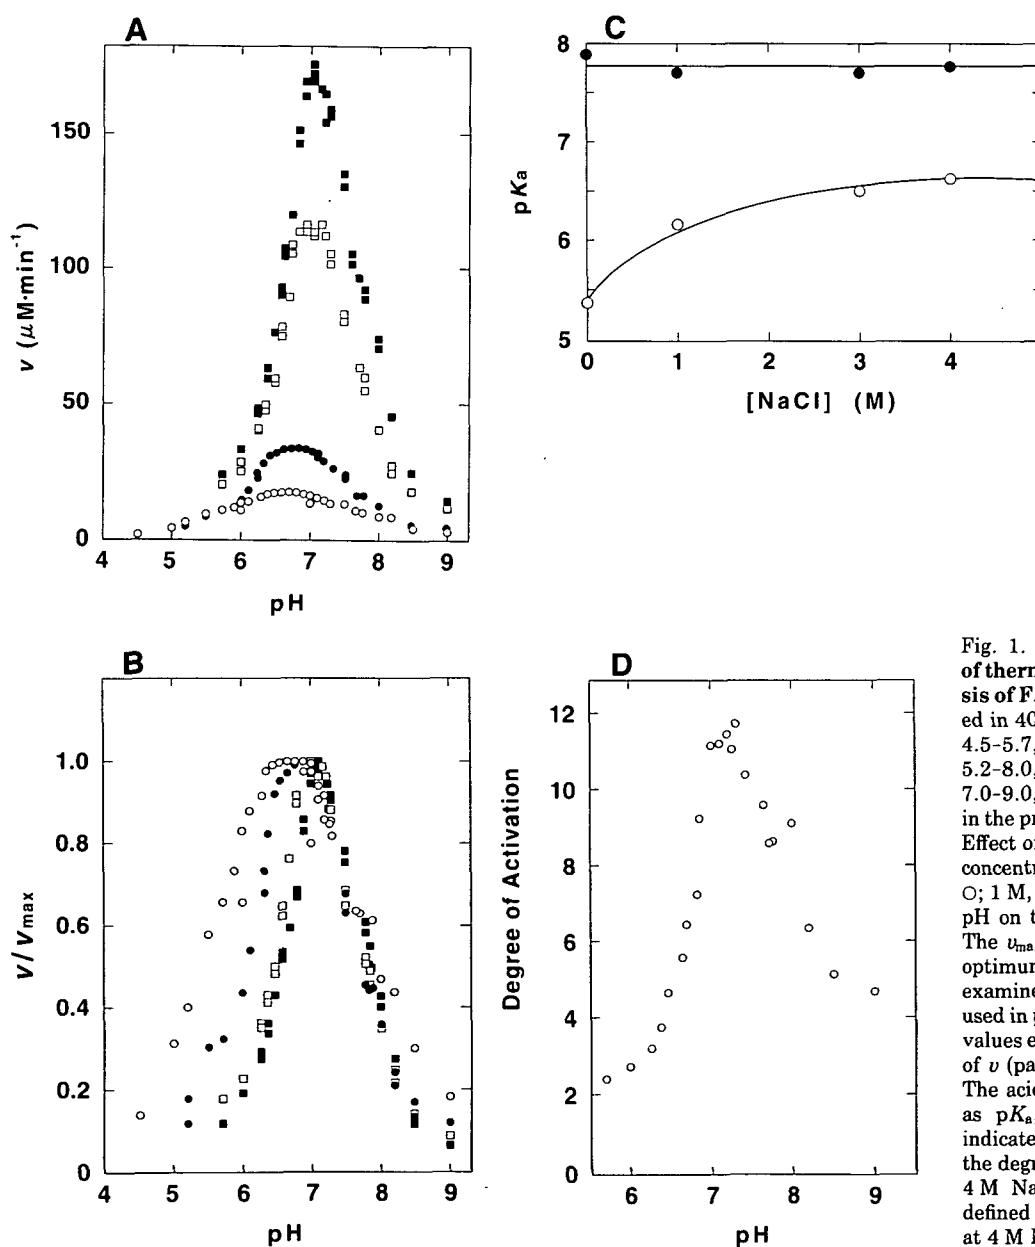 A
150
100
50
0
v (μM·min⁻¹)
4 5 6 7 8 9
pH
C
8
7
6
5
pKa
0 1 2 3 4
[NaCl] (M)
B
1.0
0.8
0.6
0.4
0.2
0
v/vmax
4 5 6 7 8 9
pH
D
12
10
8
6
4
2
0
Degree of Activation
6 7 8 9
pH
Fig. 1.
of thern
sis of F.
ed in 40
4.5-5.7,
5.2-8.0,
7.0-9.0,
in the pr
Effect of
concentr
○; 1 M,
pH on t
The vma
optimur
examine
used in p
values e
of v (pa
The acid
as pKa,
indicate
the degr
4 M Na
defined
at 4 M